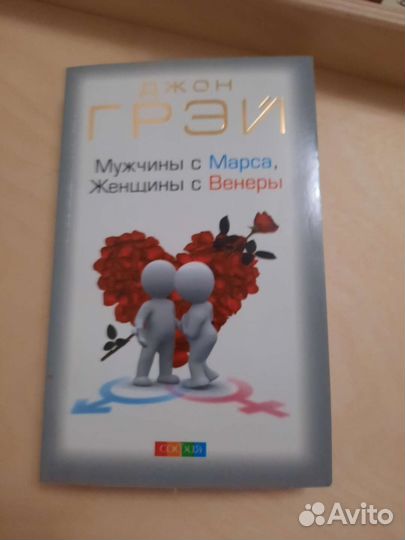 ДЖОН
ГРЭЙ
Мужчины с Марса,
Женщины с Венеры
СОФИЯ
Avito